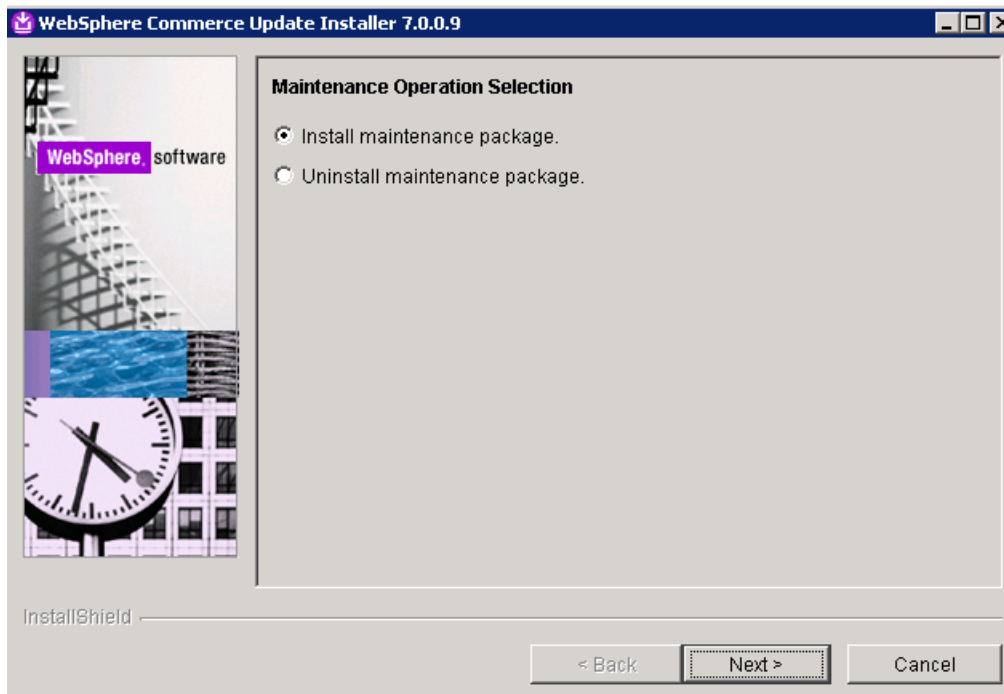 WebSphere Commerce Update Installer 7.0.0.9
Maintenance Operation Selection
Install maintenance package.
Uninstall maintenance package.
WebSphere. software
InstallShield
< Back
Next >
Cancel